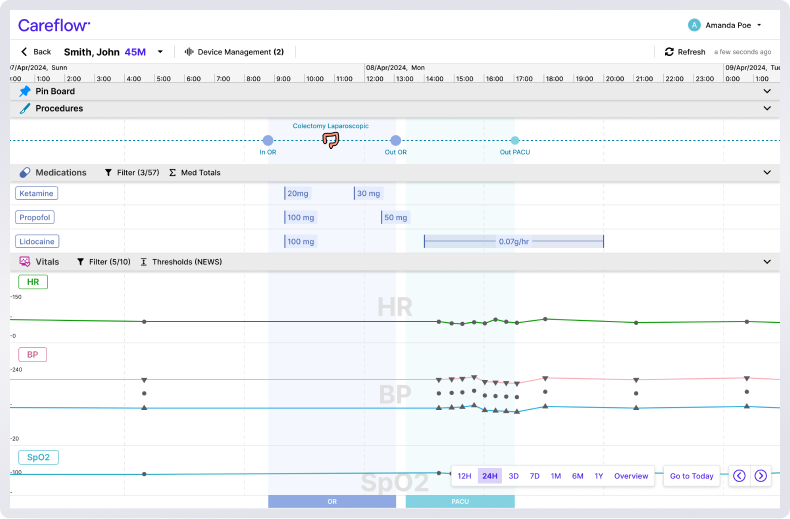 Careflow
A Amanda Poe
Back Smith, John 45M Device Management (2) Refresh a few seconds ago
7/Apr/2024, Sunn 08/Apr/2024, Mon 09/Apr/2024, Tue
:00 1:00 2:00 3:00 4:00 5:00 6:00 7:00 8:00 9:00 10:00 11:00 12:00 13:00 14:00 15:00 16:00 17:00 18:00 19:00 20:00 21:00 22:00 23:00 0:00 1:00
Pin Board
Procedures
Colectomy Laparoscopic
In OR Out OR Out PACU
Medications Filter (3/57) Σ Med Totals
Ketamine 20mg 30 mg
Propofol 100 mg 50 mg
Lidocaine 100 mg 0.07g/hr
Vitals Filter (5/10) Thresholds (NEWS)
HR
-150
HR
-0
BP
-240
BP
-20
SpO2
-100
SpO2
12H 24H 3D 7D 1M 6M 1Y Overview Go to Today
OR PACU